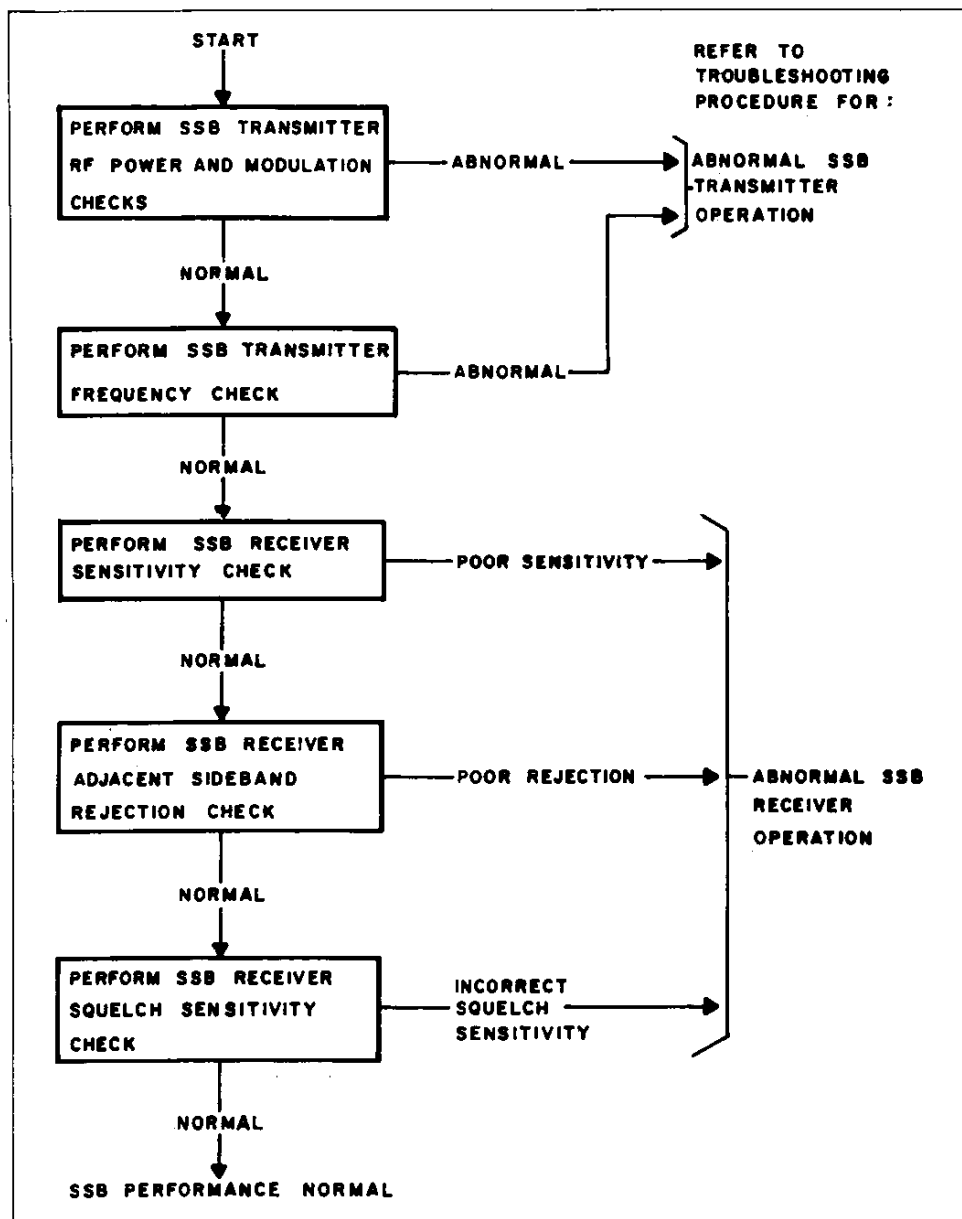 START
REFER TO
TROUBLESHOOTING
PROCEDURE FOR:
PERFORM SSB TRANSMITTER
RF POWER AND MODULATION
CHECKS
ABNORMAL
ABNORMAL SSB
TRANSMITTER
OPERATION
NORMAL
PERFORM SSB TRANSMITTER
FREQUENCY CHECK
ABNORMAL
NORMAL
PERFORM SSB RECEIVER
SENSITIVITY CHECK
POOR SENSITIVITY
NORMAL
PERFORM SSB RECEIVER
ADJACENT SIDEBAND
REJECTION CHECK
POOR REJECTION
ABNORMAL SSB
RECEIVER
OPERATION
NORMAL
PERFORM SSB RECEIVER
SQUELCH SENSITIVITY
CHECK
INCORRECT
SQUELCH
SENSITIVITY
NORMAL
SSB PERFORMANCE NORMAL